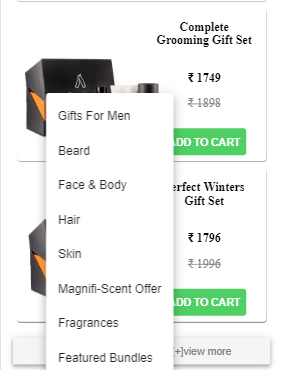 Complete
Grooming Gift Set
₹ 1749
₹ 1898
ADD TO CART
Gifts For Men
Beard
Face & Body
Hair
Skin
Magnifi-Scent Offer
Fragrances
Featured Bundles
Perfect Winters
Gift Set
₹ 1796
₹ 1996
ADD TO CART
[+]view more